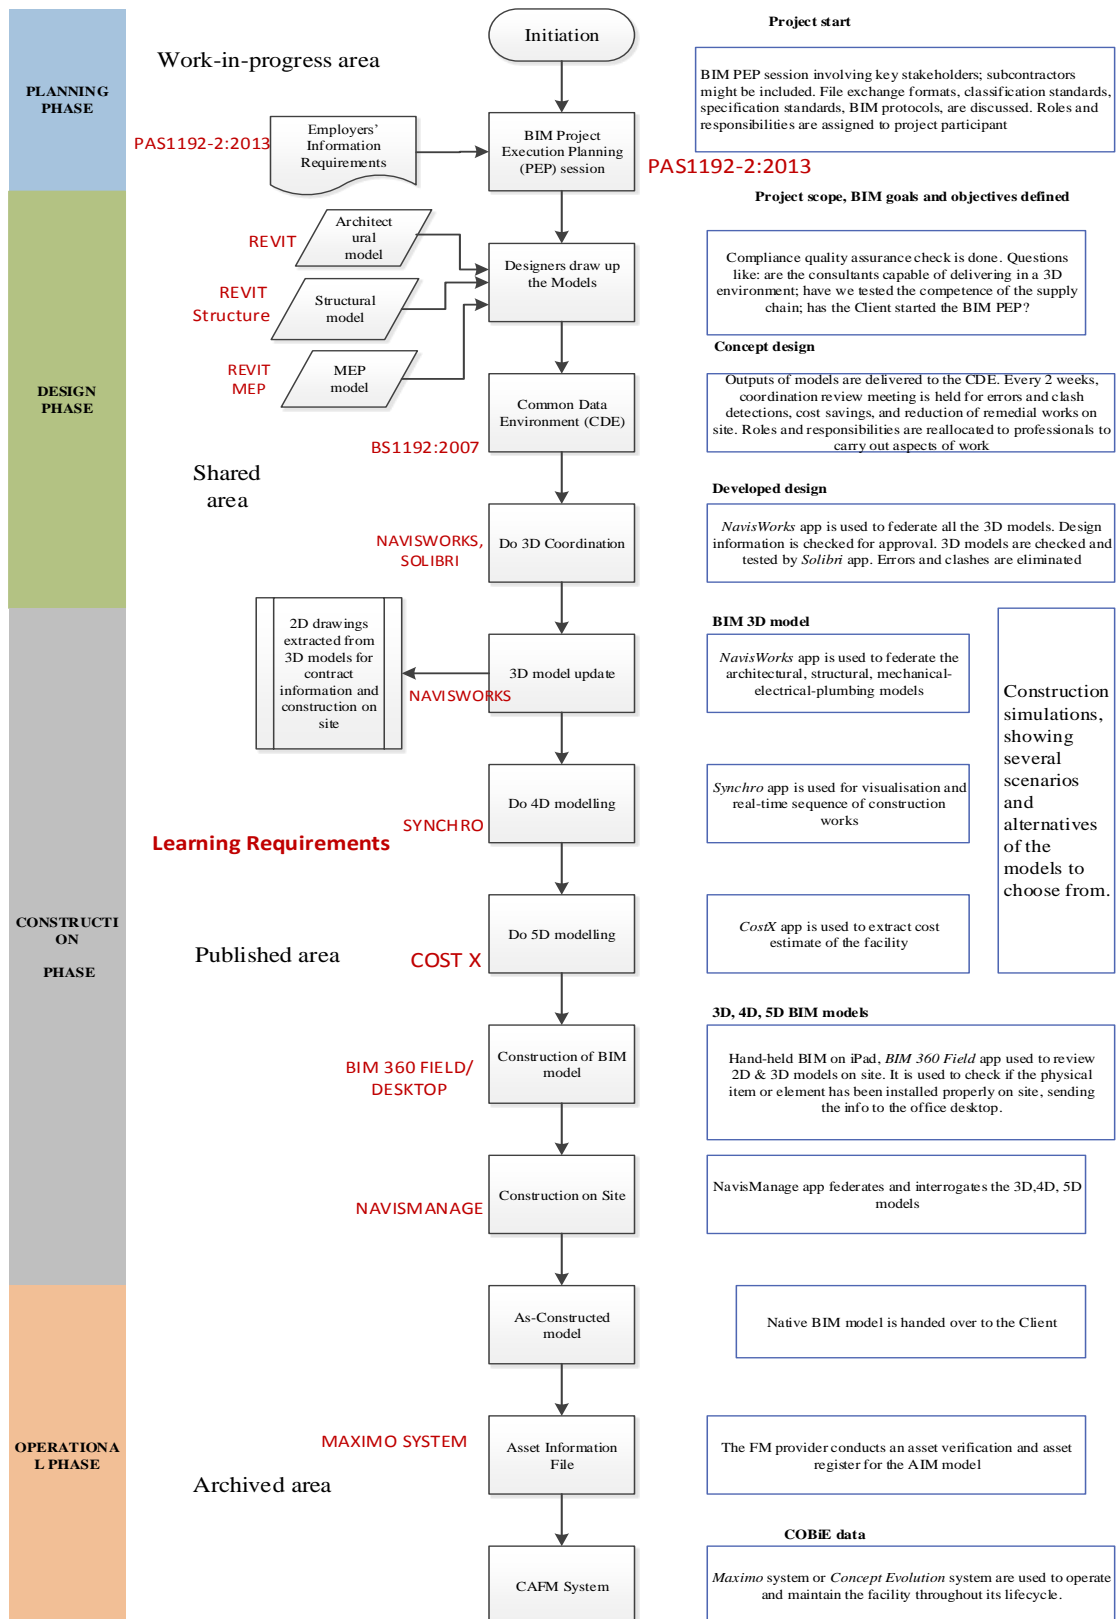 Initiation
Project start
Work-in-progress area
PLANNING
PHASE
BIM PEP session involving key stakeholders; subcontractors
might be included. File exchange formats, classification standards,
specification standards, BIM protocols, are discussed. Roles and
responsibilities are assigned to project participant
PAS1192-2:2013
Employers'
Information
Requirements
BIM Project
Execution Planning
(PEP) session
PAS1192-2:2013
Project scope, BIM goals and objectives defined
REVIT
Architect
ural
model
REVIT
Structure
Structural
model
REVIT
MEP
MEP
model
Designers draw up
the Models
Compliance quality assurance check is done. Questions
like: are the consultants capable of delivering in a 3D
environment; have we tested the competence of the supply
chain; has the Client started the BIM PEP?
Concept design
DESIGN
PHASE
Common Data
Environment (CDE)
BS1192:2007
Outputs of models are delivered to the CDE. Every 2 weeks,
coordination review meeting is held for errors and clash
detections, cost savings, and reduction of remedial works on
site. Roles and responsibilities are reallocated to professionals to
carry out aspects of work
Shared
area
Developed design
NAVISWORKS,
SOLIBRI
Do 3D Coordination
NavisWorks app is used to federate all the 3D models. Design
information is checked for approval. 3D models are checked and
tested by Solibri app. Errors and clashes are eliminated
BIM 3D model
2D drawings
extracted from
3D models for
contract
information and
construction on
site
NAVISWORKS
3D model update
NavisWorks app is used to federate the
architectural, structural, mechanical-
electrical-plumbing models
Construction
simulations,
showing
several
scenarios
and
alternatives
of the
models to
choose from.
SYNCHRO
Do 4D modelling
Synchro app is used for visualisation and
real-time sequence of construction
works
Learning Requirements
CONSTRUCTI
ON
PHASE
Published area
COST X
Do 5D modelling
CostX app is used to extract cost
estimate of the facility
3D, 4D, 5D BIM models
BIM 360 FIELD/
DESKTOP
Construction of BIM
model
Hand-held BIM on iPad, BIM 360 Field app used to review
2D & 3D models on site. It is used to check if the physical
item or element has been installed properly on site, sending
the info to the office desktop.
NAVISMANAGE
Construction on Site
NavisManage app federates and interrogates the 3D,4D, 5D
models
As-Constructed
model
Native BIM model is handed over to the Client
OPERATIONA
L PHASE
MAXIMO SYSTEM
Asset Information
File
The FM provider conducts an asset verification and asset
register for the AIM model
Archived area
COBiE data
CAFM System
Maximo system or Concept Evolution system are used to operate
and maintain the facility throughout its lifecycle.